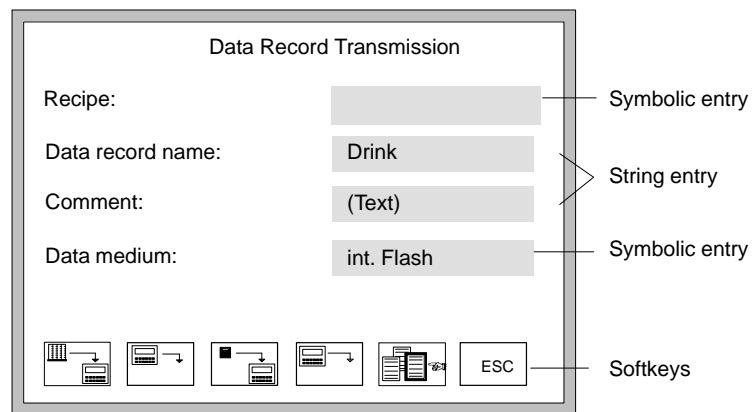 Data Record Transmission
Recipe:
Symbolic entry
Data record name:
Drink
String entry
Comment:
(Text)
Data medium:
int. Flash
Symbolic entry
ESC
Softkeys